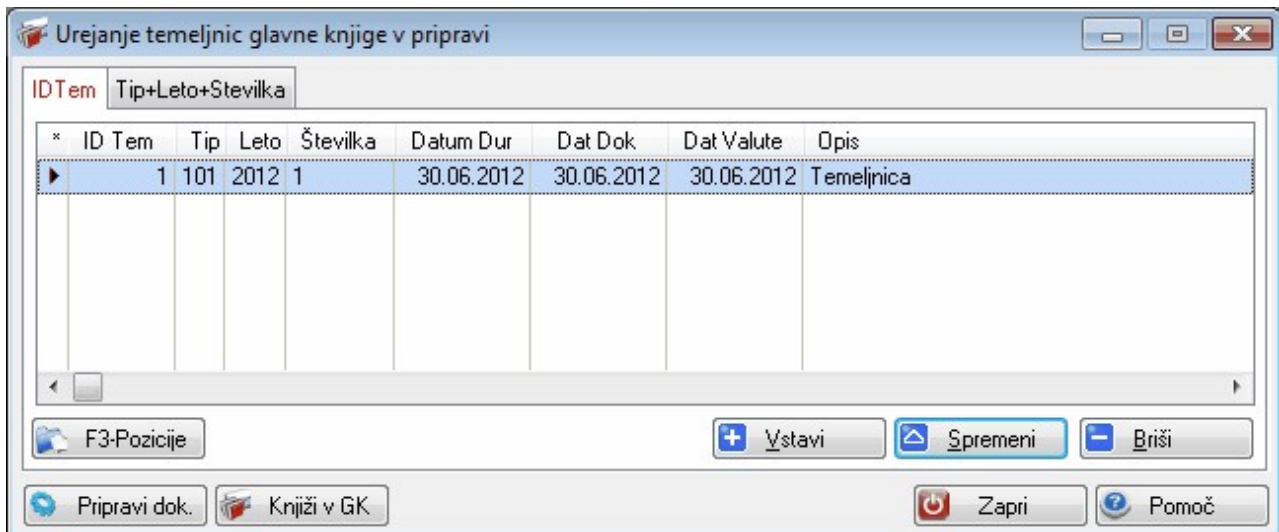 Urejanje temeljnic glavne knjige v pripravi
IDTem Tip+Leto+Stevilka
* ID Tem Tip Leto Številka Datum Dur Dat Dok Dat Valute Opis
1 101 2012 1 30.06.2012 30.06.2012 30.06.2012 Temeljnica
F3-Pozicije Vstavi Spremeni Briši
Pripravi dok. Knjiži v GK Zapri Pomoč